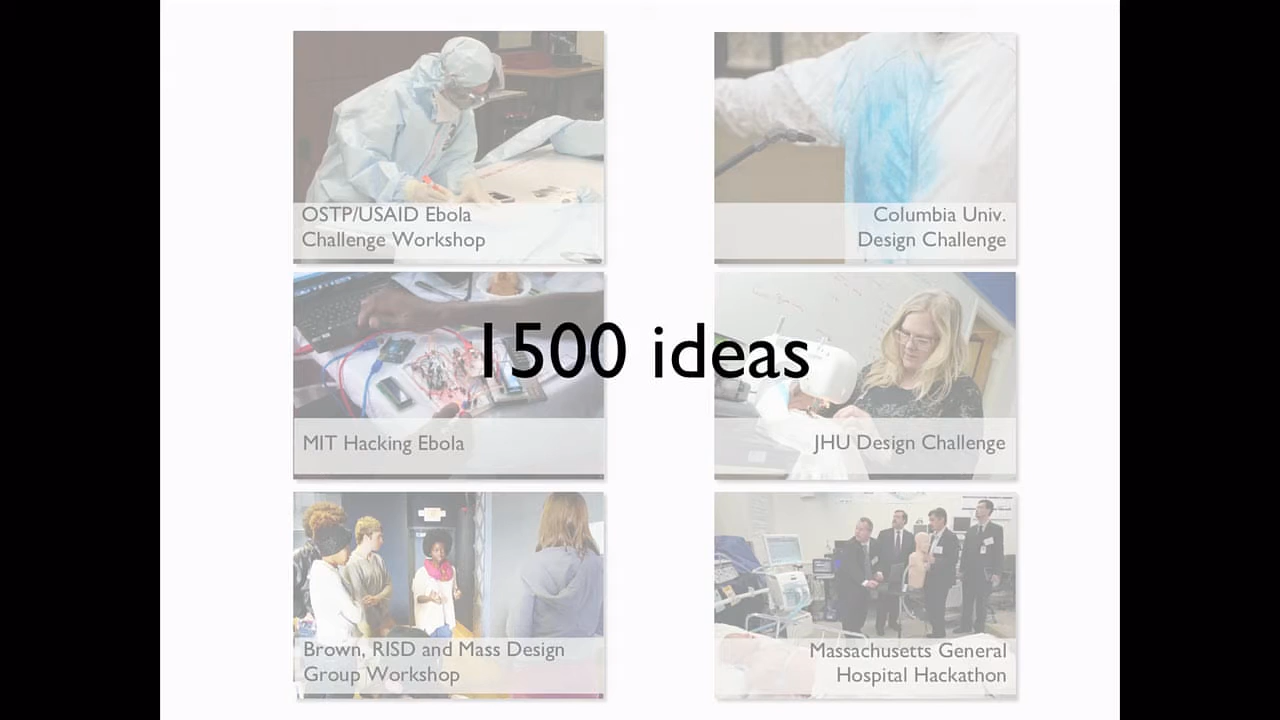 OSTP/USAID Ebola
Challenge Workshop
Columbia Univ.
Design Challenge
1500 ideas
MIT Hacking Ebola
JHU Design Challenge
Brown, RISD and Mass Design
Group Workshop
Massachusetts General
Hospital Hackathon